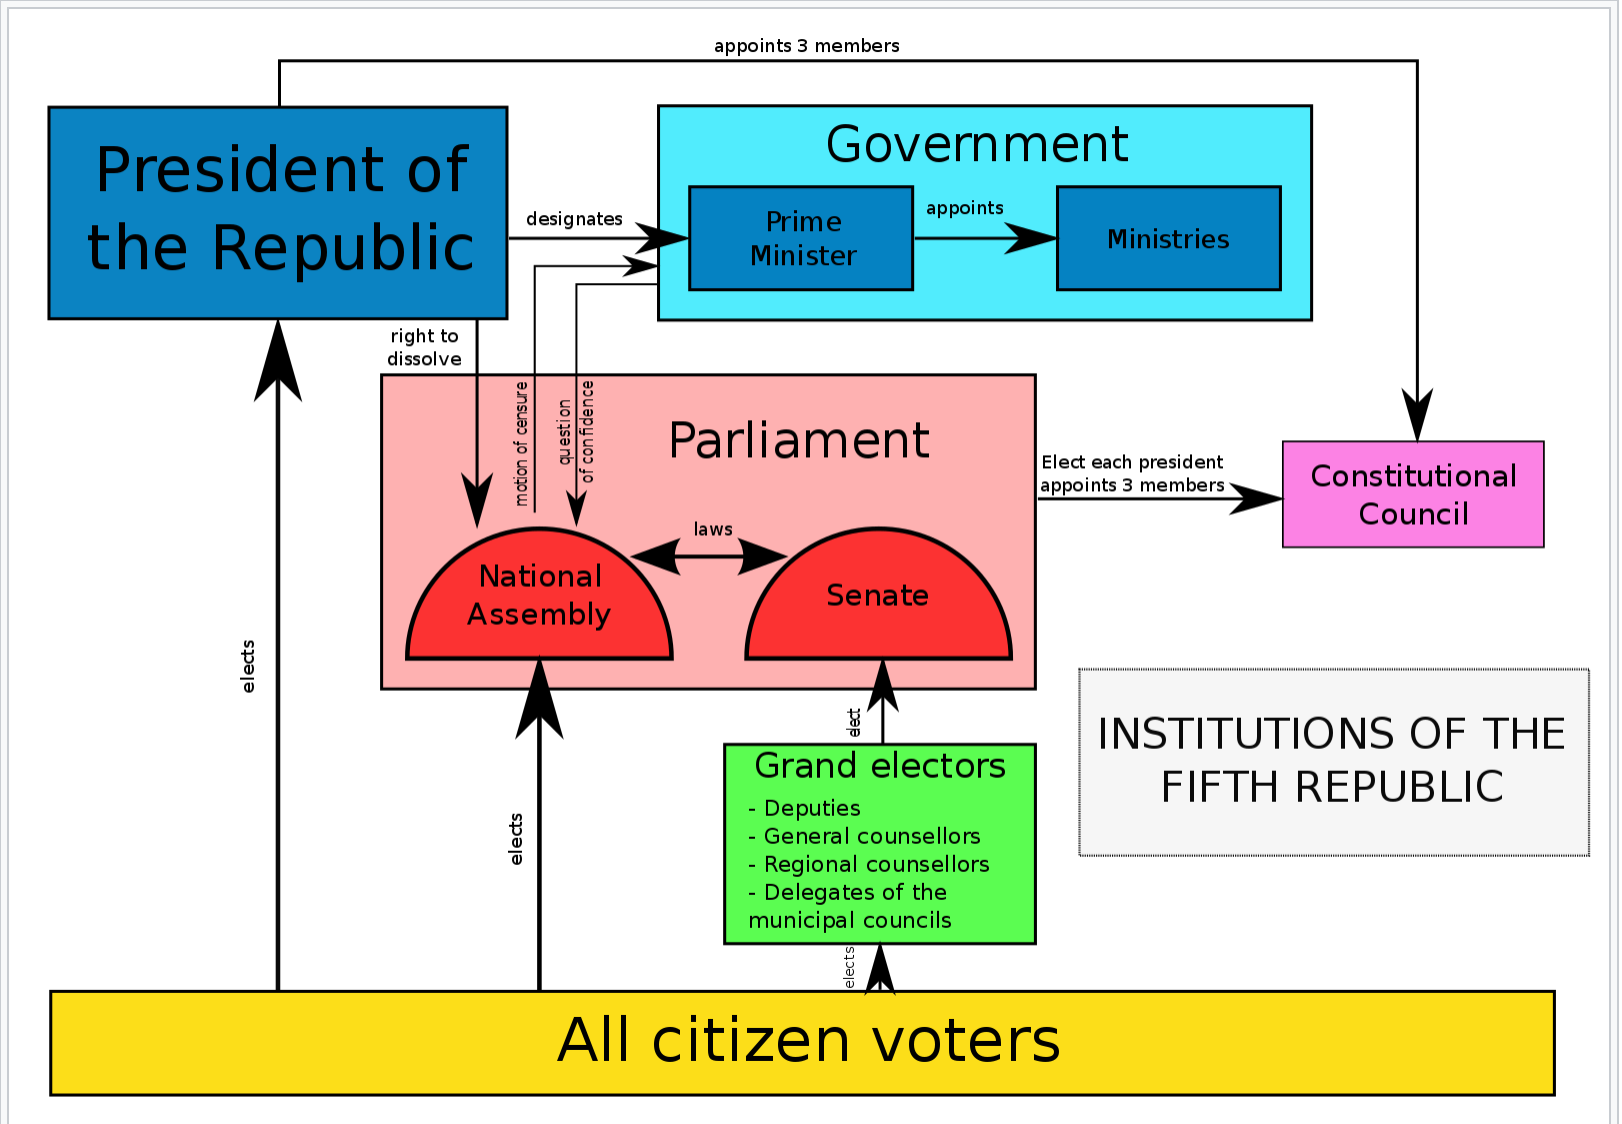 appoints 3 members
President of
the Republic
Government
designates
Prime
Minister
appoints
Ministries
right to
dissolve
motion of censure
question
of confidence
Parliament
Elect each president
appoints 3 members
Constitutional
Council
laws
National
Assembly
Senate
elects
elects
elect
Grand electors
- Deputies
- General counsellors
- Regional counsellors
- Delegates of the
municipal councils
INSTITUTIONS OF THE
FIFTH REPUBLIC
elects
All citizen voters